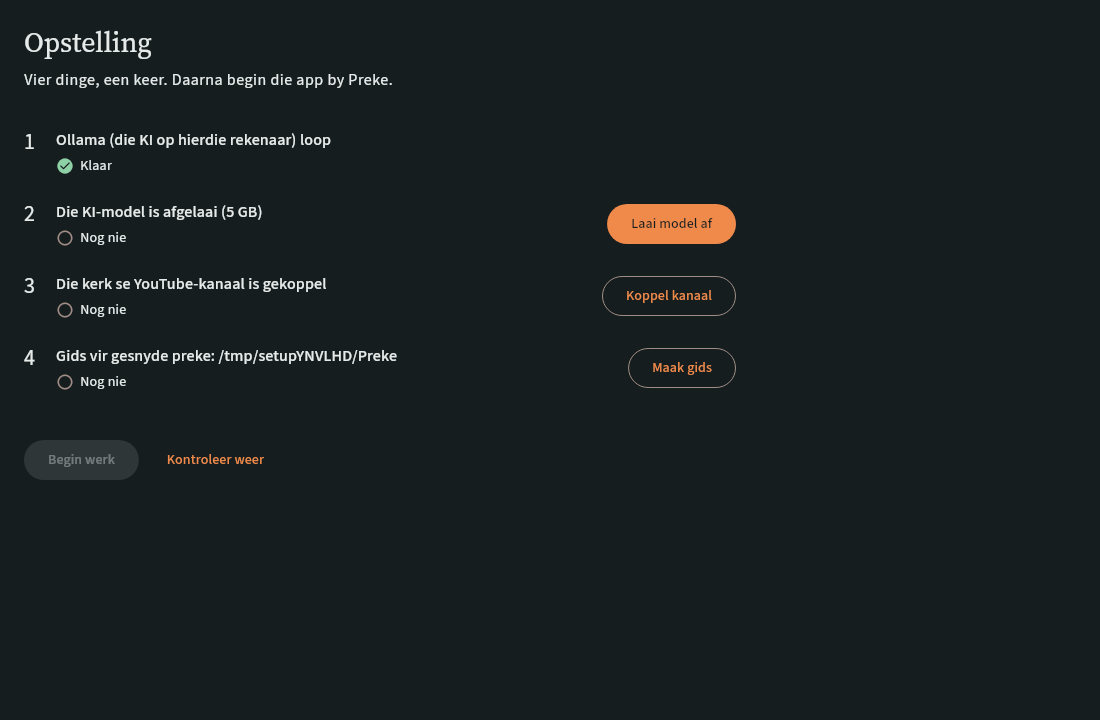 Opstelling
Vier dinge, een keer. Daarna begin die app by Preke.
1
Ollama (die KI op hierdie rekenaar) loop
Klaar
2
Die KI-model is afgelaai (5 GB)
Nog nie
Laai model af
3
Die kerk se YouTube-kanaal is gekoppel
Nog nie
Koppel kanaal
4
Gids vir gesnyde preke: /tmp/setupYNVLHD/Preke
Nog nie
Maak gids
Begin werk
Kontroleer weer